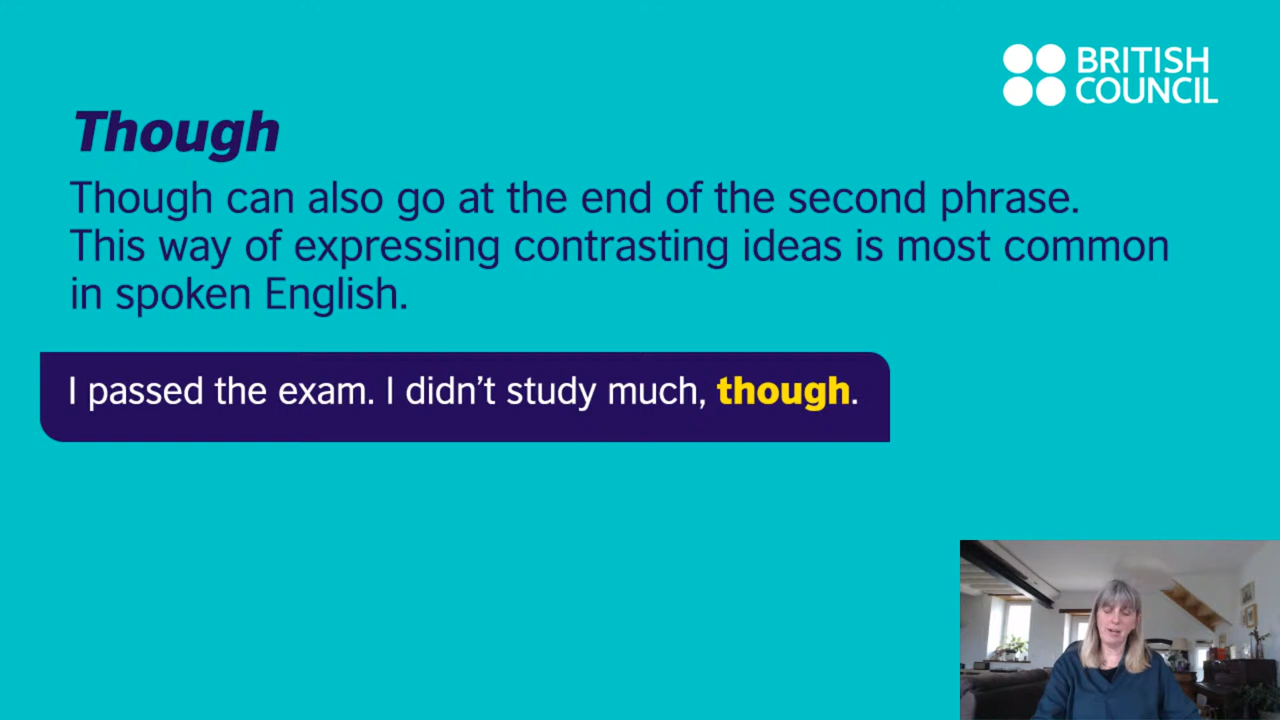 BRITISH
COUNCIL
Though
Though can also go at the end of the second phrase.
This way of expressing contrasting ideas is most common
in spoken English.
I passed the exam. I didn't study much, though.